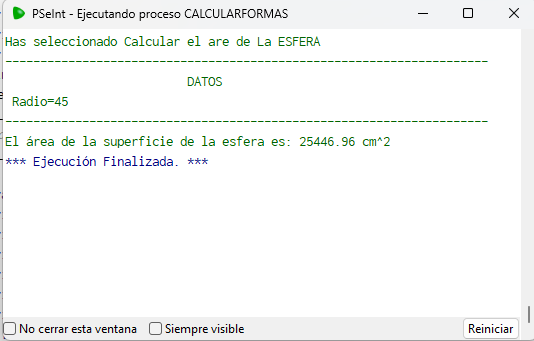 PSeInt - Ejecutando proceso CALCULARFORMAS
Has seleccionado Calcular el are de La ESFERA
---------------------------------------------------------------------
DATOS
Radio=45
---------------------------------------------------------------------
El área de la superficie de la esfera es: 25446.96 cm^2
*** Ejecución Finalizada. ***
No cerrar esta ventana Siempre visible Reiniciar